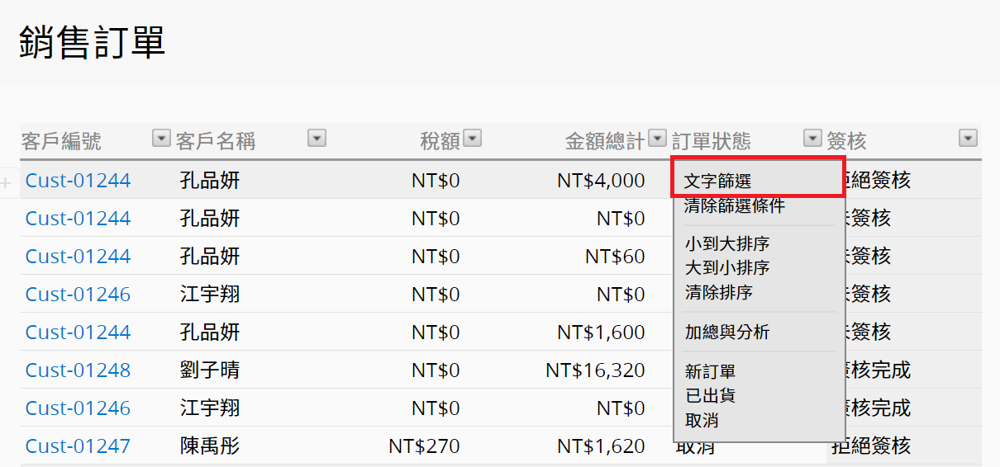 銷售訂單
客戶編號 客戶名稱 稅額 金額總計 訂單狀態 簽核
Cust-01244 孔品妍 NT$0 NT$4,000 文字篩選 拒絕簽核
清除篩選條件
Cust-01244 孔品妍 NT$0 NT$0 未簽核
小到大排序
Cust-01244 孔品妍 NT$0 NT$60 未簽核
大到小排序
Cust-01246 江宇翔 NT$0 NT$0 清除排序 未簽核
Cust-01244 孔品妍 NT$0 NT$1,600 加總與分析 未簽核
Cust-01248 劉子晴 NT$0 NT$16,320 新訂單 簽核完成
已出貨
Cust-01246 江宇翔 NT$0 NT$0 簽核完成
取消
Cust-01247 陳禹彤 NT$270 NT$1,620 取消 拒絕簽核